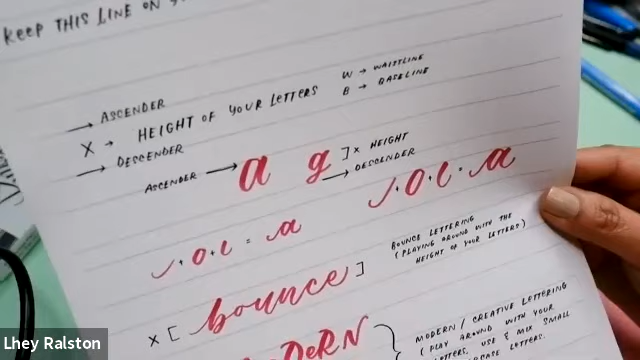 KEEP THIS LINE ON
→ ASCENDER
X → HEIGHT OF YOUR LETTERS
→ DESCENDER
W → WAISTLINE
B → BASELINE
ASCENDER → a g ] X HEIGHT
→ DESCENDER
+ o + l = a
+ o + l = a
X [ bounce ]
BOUNCE LETTERING
(PLAYING AROUND WITH THE
HEIGHT OF YOUR LETTERS)
MODERN }
MODERN / CREATIVE LETTERING
(PLAY AROUND WITH YOUR
LETTERS. USE & MIX SMALL
LETTERS.
Lhey Ralston